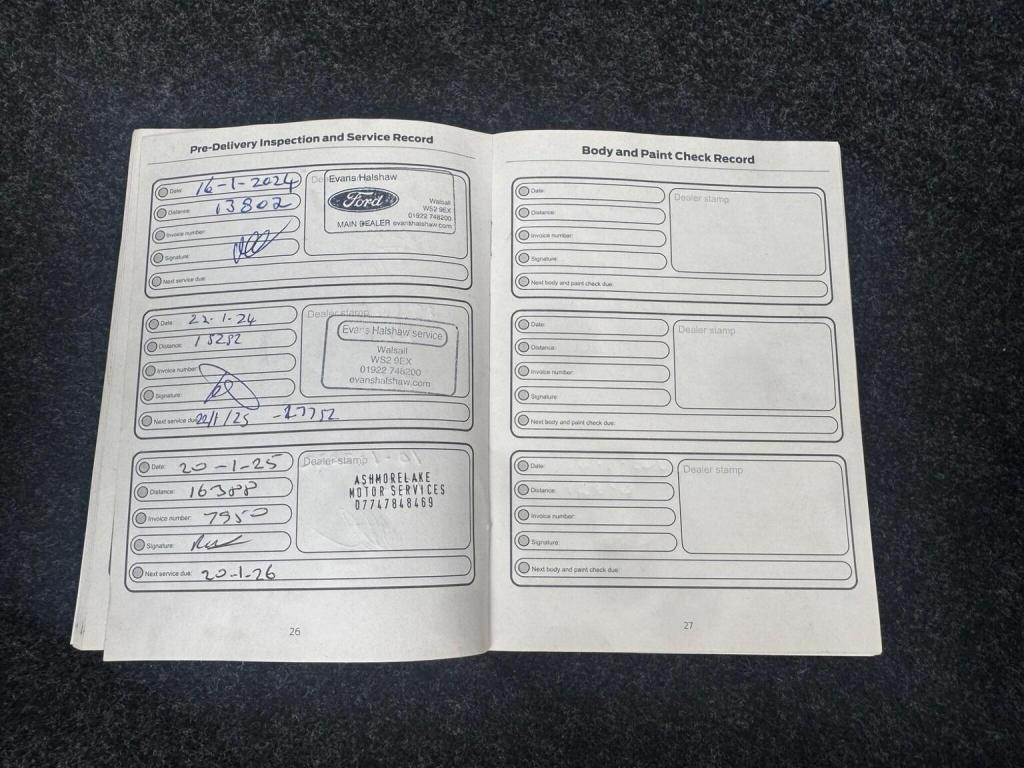 Pre-Delivery Inspection and Service Record
Date: 16-1-2024
Distance: 13802
Invoice number:
Signature:
Next service due:
Evans Halshaw
Ford
Walsall
WS2 9EX
01922 748200
MAIN DEALER evanshalshaw.com
Date: 22-1-24
Distance: 15252
Invoice number:
Signature:
Next service due: 22/1/25 -27752
Dealer stamp
Evans Halshaw service
Walsall
WS2 9EX
01922 748200
evanshalshaw.com
Date: 20-1-25
Distance: 16388
Invoice number: 7950
Signature:
Next service due: 20-1-26
Dealer stamp
ASHMORELAKE
MOTOR SERVICES
07747848469
26
Body and Paint Check Record
Date:
Distance:
Invoice number:
Signature:
Next body and paint check due:
Dealer stamp
Date:
Distance:
Invoice number:
Signature:
Next body and paint check due:
Dealer stamp
Date:
Distance:
Invoice number:
Signature:
Next body and paint check due:
Dealer stamp
27